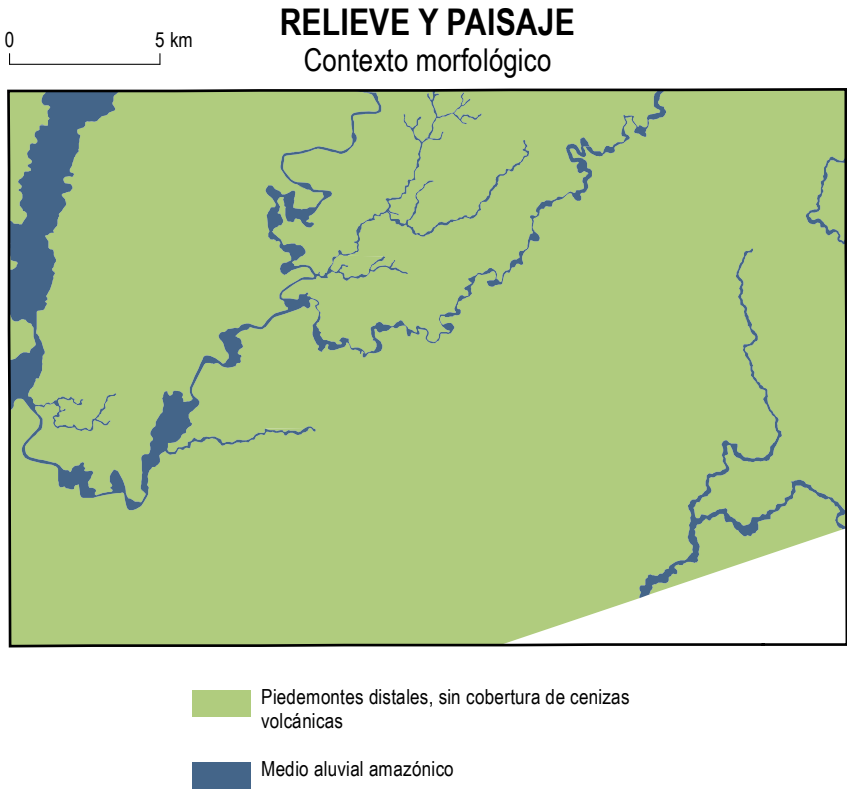 RELIEVE Y PAISAJE
Contexto morfológico
0 5 km
Piedemontes distales, sin cobertura de cenizas
volcánicas
Medio aluvial amazónico